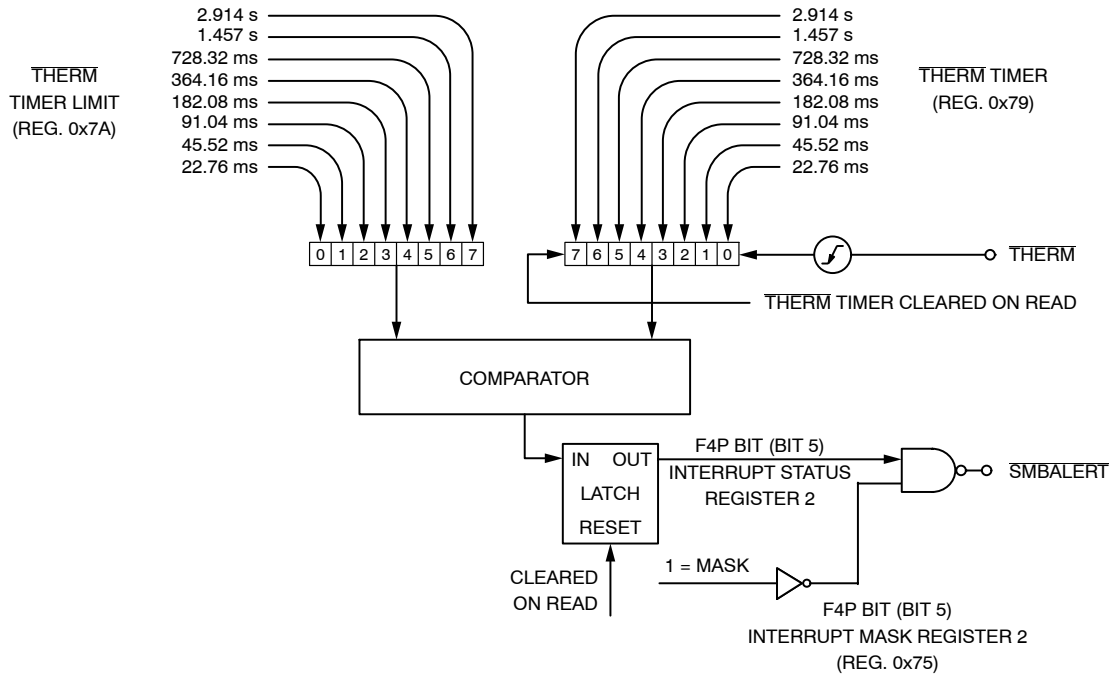 2.914 s
1.457 s
728.32 ms
364.16 ms
182.08 ms
91.04 ms
45.52 ms
22.76 ms
THERM
TIMER LIMIT
(REG. 0x7A)
2.914 s
1.457 s
728.32 ms
364.16 ms
182.08 ms
91.04 ms
45.52 ms
22.76 ms
THERM TIMER
(REG. 0x79)
0 1 2 3 4 5 6 7
7 6 5 4 3 2 1 0
THERM
THERM TIMER CLEARED ON READ
COMPARATOR
IN OUT
LATCH
RESET
F4P BIT (BIT 5)
INTERRUPT STATUS
REGISTER 2
SMBALERT
CLEARED
ON READ
1 = MASK
F4P BIT (BIT 5)
INTERRUPT MASK REGISTER 2
(REG. 0x75)